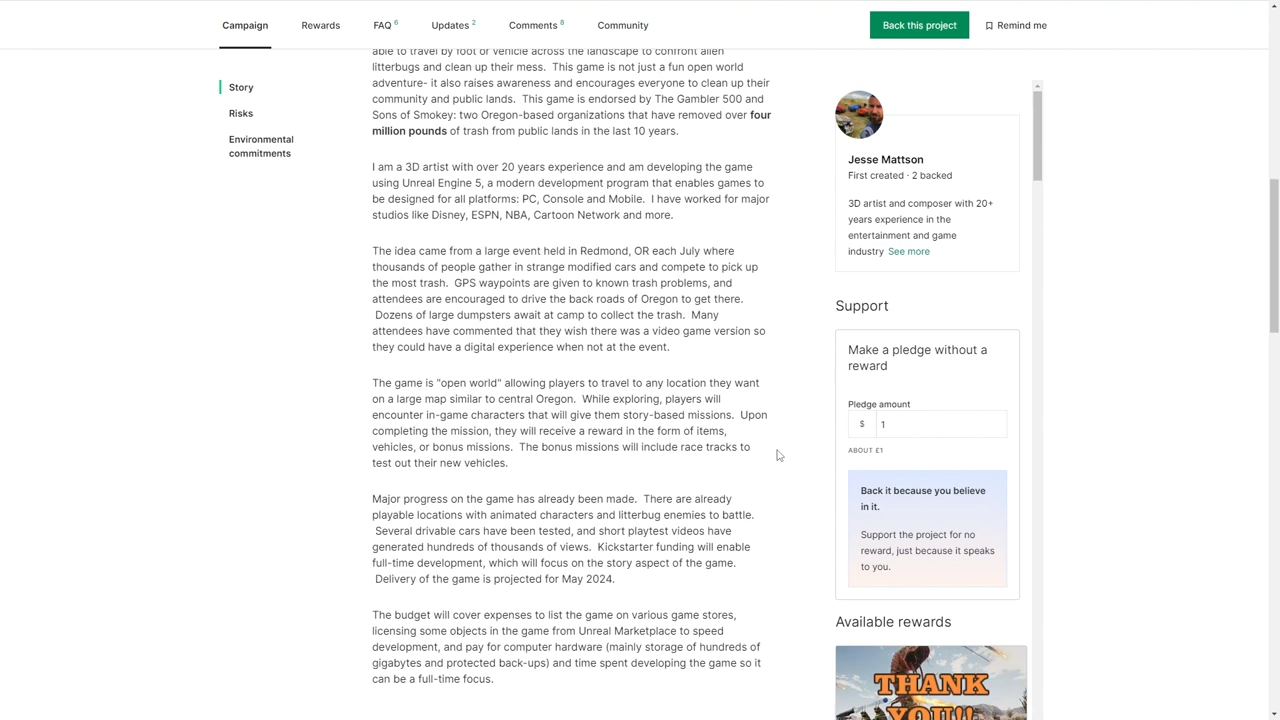 Campaign
Rewards
FAQ 6
Updates 2
Comments 8
Community
Back this project
Remind me
Story
Risks
Environmental
commitments
able to travel by foot or vehicle across the landscape to confront alien
litterbugs and clean up their mess.  This game is not just a fun open world
adventure- it also raises awareness and encourages everyone to clean up their
community and public lands.  This game is endorsed by The Gambler 500 and
Sons of Smokey: two Oregon-based organizations that have removed over four
million pounds of trash from public lands in the last 10 years.
I am a 3D artist with over 20 years experience and am developing the game
using Unreal Engine 5, a modern development program that enables games to
be designed for all platforms: PC, Console and Mobile.  I have worked for major
studios like Disney, ESPN, NBA, Cartoon Network and more.
The idea came from a large event held in Redmond, OR each July where
thousands of people gather in strange modified cars and compete to pick up
the most trash.  GPS waypoints are given to known trash problems, and
attendees are encouraged to drive the back roads of Oregon to get there.
Dozens of large dumpsters await at camp to collect the trash.  Many
attendees have commented that they wish there was a video game version so
they could have a digital experience when not at the event.
The game is "open world" allowing players to travel to any location they want
on a large map similar to central Oregon.  While exploring, players will
encounter in-game characters that will give them story-based missions.  Upon
completing the mission, they will receive a reward in the form of items,
vehicles, or bonus missions.  The bonus missions will include race tracks to
test out their new vehicles.
Major progress on the game has already been made.  There are already
playable locations with animated characters and litterbug enemies to battle.
Several drivable cars have been tested, and short playtest videos have
generated hundreds of thousands of views.  Kickstarter funding will enable
full-time development, which will focus on the story aspect of the game.
Delivery of the game is projected for May 2024.
The budget will cover expenses to list the game on various game stores,
licensing some objects in the game from Unreal Marketplace to speed
development, and pay for computer hardware (mainly storage of hundreds of
gigabytes and protected back-ups) and time spent developing the game so it
can be a full-time focus.
Jesse Mattson
First created · 2 backed
3D artist and composer with 20+
years experience in the
entertainment and game
industry See more
Support
Make a pledge without a
reward
Pledge amount
$ 1
ABOUT £1
Back it because you believe
in it.
Support the project for no
reward, just because it speaks
to you.
Available rewards
THANK
YOU!!